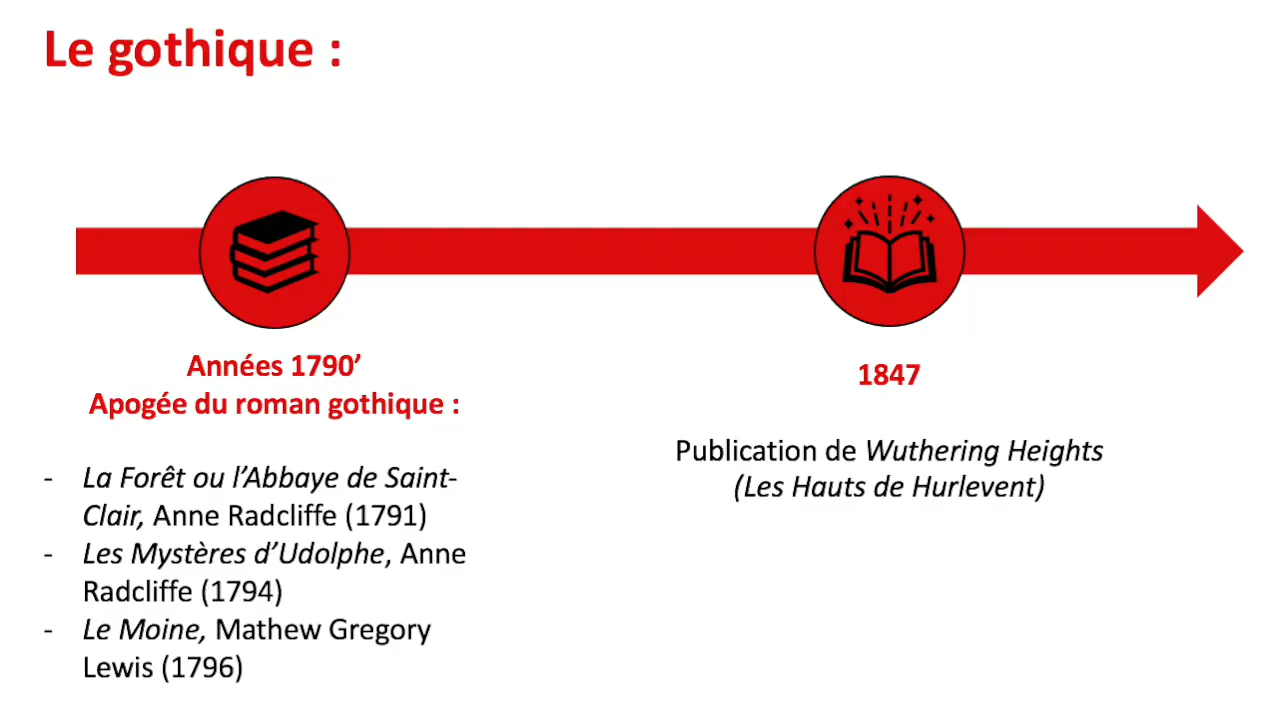 Le gothique :
Années 1790’
Apogée du roman gothique :
- La Forêt ou l’Abbaye de Saint-
Clair, Anne Radcliffe (1791)
- Les Mystères d’Udolphe, Anne
Radcliffe (1794)
- Le Moine, Mathew Gregory
Lewis (1796)
1847
Publication de Wuthering Heights
(Les Hauts de Hurlevent)